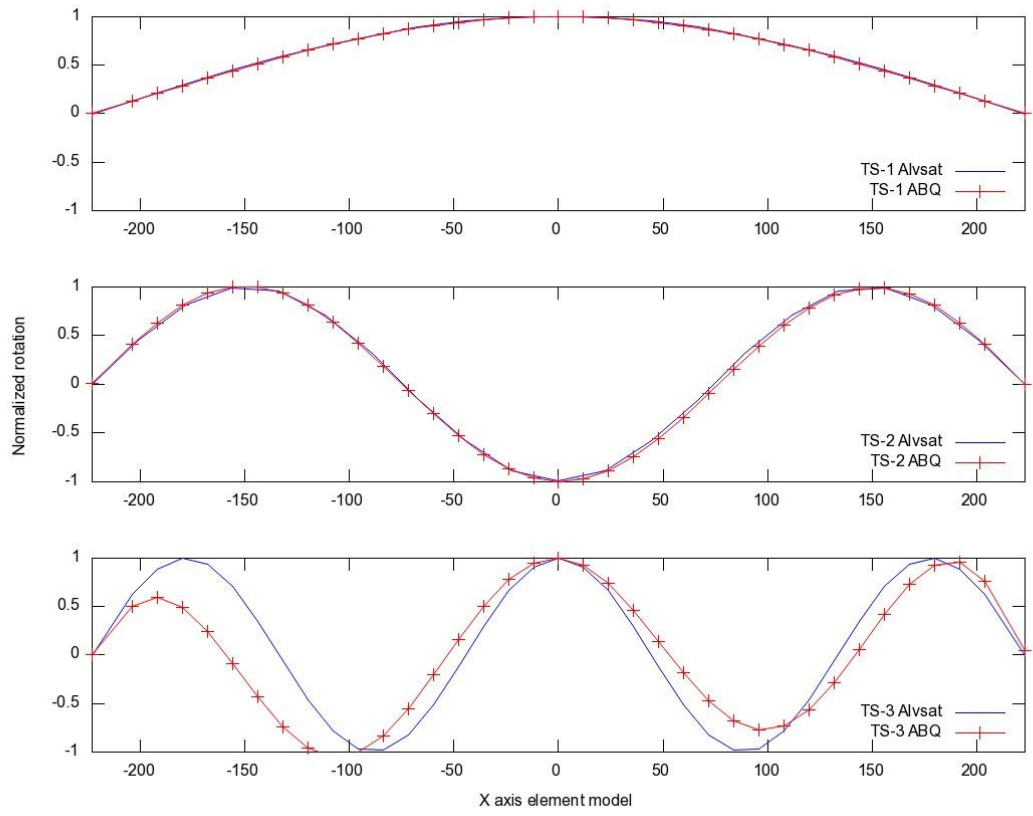 1
0.5
0
-0.5
-1
TS-1 Alvsat
TS-1 ABQ
-200 -150 -100 -50 0 50 100 150 200
Normalized rotation
1
0.5
0
-0.5
-1
TS-2 Alvsat
TS-2 ABQ
-200 -150 -100 -50 0 50 100 150 200
1
0.5
0
-0.5
-1
TS-3 Alvsat
TS-3 ABQ
-200 -150 -100 -50 0 50 100 150 200
X axis element model